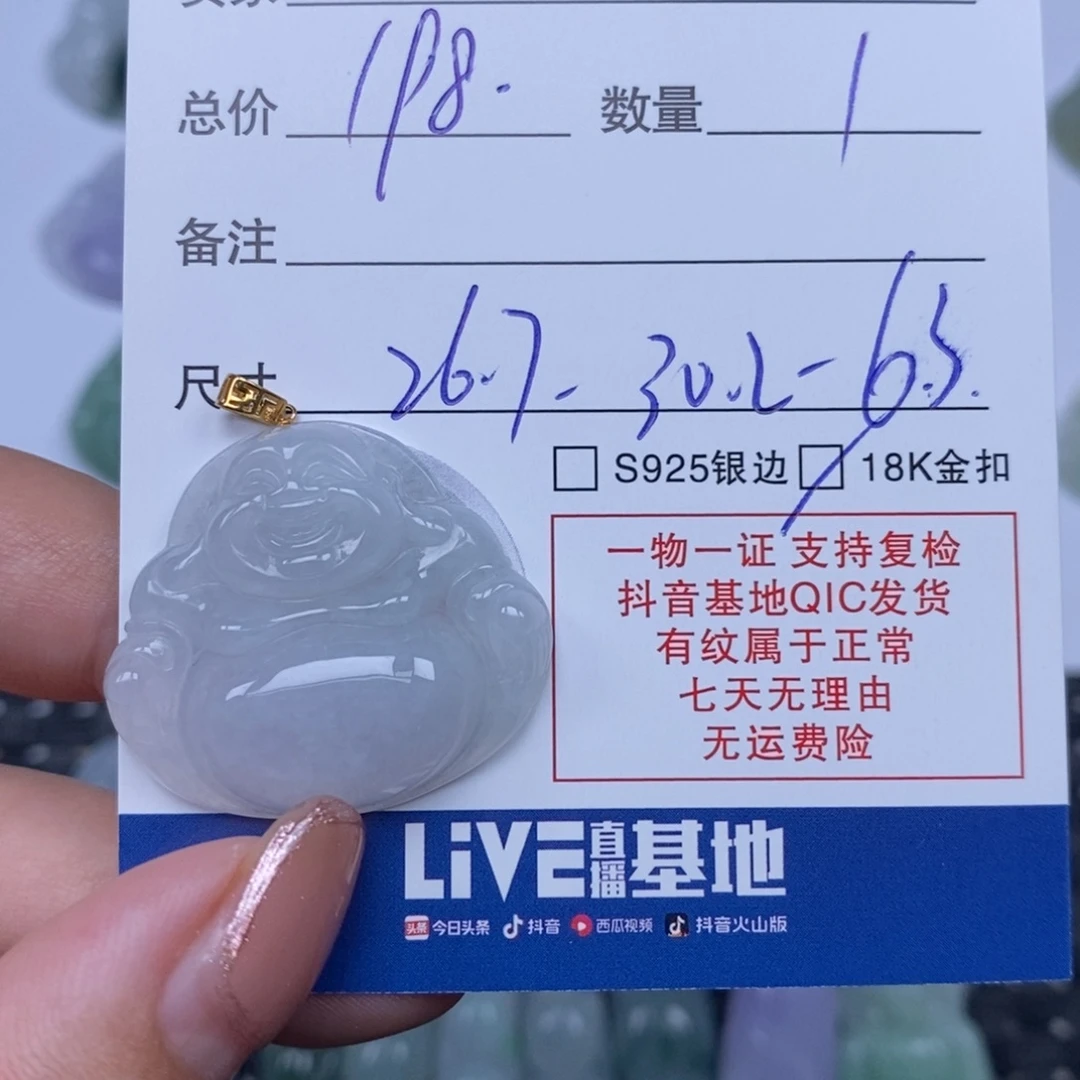 总价 198. 数量 1
备注
尺寸 26.7- 30.2- 6.3.
S925银边 18K金扣
一物一证 支持复检
抖音基地QIC发货
有纹属于正常
七天无理由
无运费险
LiVE直播基地
头条 今日头条 抖音 西瓜视频 抖音火山版